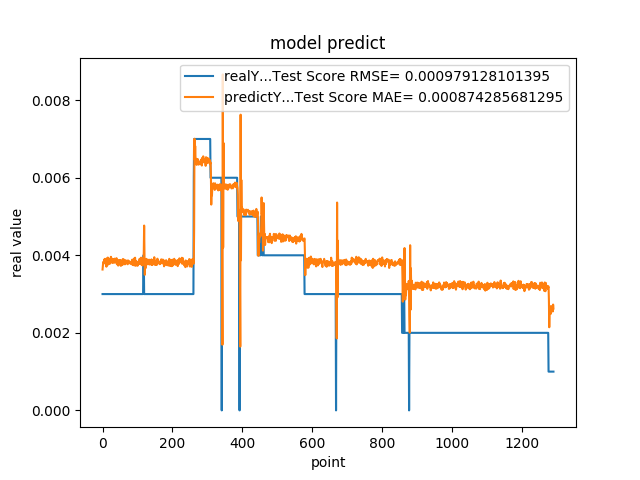 model predict
realY...Test Score RMSE= 0.000979128101395
predictY...Test Score MAE= 0.000874285681295
0.008
0.006
0.004
0.002
0.000
real value
0 200 400 600 800 1000 1200
point